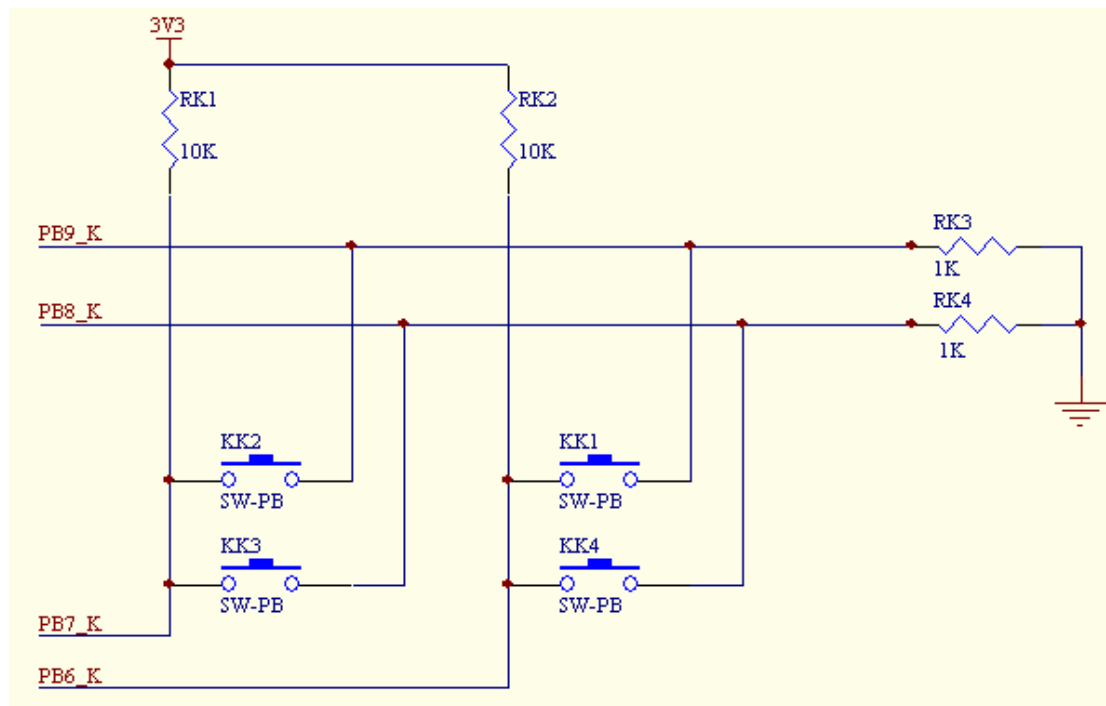 3V3
RK1
10K
RK2
10K
PB9_K
RK3
1K
PB8_K
RK4
1K
KK2
SW-PB
KK1
SW-PB
KK3
SW-PB
KK4
SW-PB
PB7_K
PB6_K